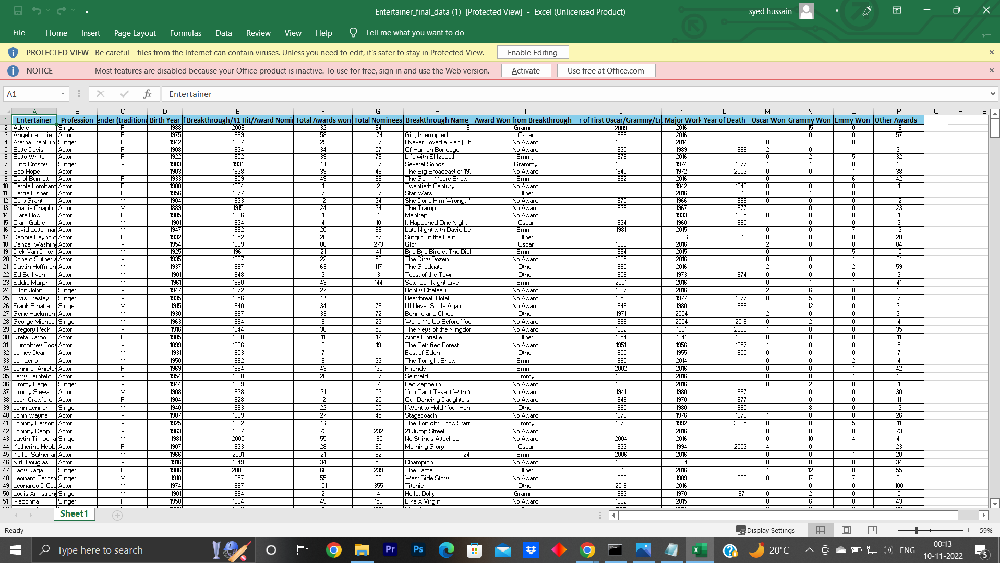 Entertainer_final_data (1)  [Protected View]  -  Excel (Unlicensed Product)
syed hussain
File Home Insert Page Layout Formulas Data Review View Help Tell me what you want to do
PROTECTED VIEW Be careful—files from the Internet can contain viruses. Unless you need to edit, it's safer to stay in Protected View. Enable Editing
NOTICE Most features are disabled because your Office product is inactive. To use for free, sign in and use the Web version. Activate Use free at Office.com
A1 fx Entertainer
A B C D E F G H I J K L M N O P Q R S
1 Entertainer Profession ender (traditiona Birth Year f Breakthrough/#1 Hit/Award Nomi Total Awards won Total Nominees Breakthrough Name Award Won from Breakthrough r of First Oscar/Grammy/Em t Major Work Year of Death Oscar Won Grammy Won Emmy Won Other Awards
2 Adele Singer F 1988 2008 32 64 19 Grammy 2009 2016 1 15 0 16
3 Angelina Jolie Actor F 1975 1999 58 174 Girl, Interrupted Oscar 1999 2016 1 0 0 57
4 Aretha Franklin Singer F 1942 1967 29 67 I Never Loved a Man (Th No Award 1968 2014 0 20 0 9
5 Bette Davis Actor F 1908 1934 34 57 Of Human Bondage No Award 1935 1989 1989 2 0 1 31
6 Betty White Actor F 1922 1952 39 79 Life with Elilzabeth Emmy 1976 2016 0 2 5 32
7 Bing Crosby Singer M 1903 1931 18 27 Several Songs Grammy 1962 1974 1977 1 1 0 16
8 Bob Hope Actor M 1903 1938 39 49 The Big Broadcast of 193 No Award 1940 1972 2003 0 0 1 38
9 Carol Burnett Actor F 1933 1959 49 99 The Garry Moore Show Emmy 1962 2016 0 1 6 42
10 Carole Lombard Actor F 1908 1934 1 2 Twentieth Century No Award 1942 1942 0 0 0 1
11 Carrie Fisher Actor F 1956 1977 7 27 Star Wars Other 2016 2016 0 1 0 6
12 Cary Grant Actor M 1904 1933 12 34 She Done Him Wrong, I' No Award 1970 1966 1986 0 0 0 12
13 Charlie Chaplin Actor M 1889 1915 24 34 The Tramp No Award 1929 1967 1977 1 0 0 23
14 Clara Bow Actor F 1905 1926 1 1 Mantrap No Award 1933 1965 0 0 0 1
15 Clark Gable Actor M 1901 1934 4 10 It Happened One Night Oscar 1934 1960 1960 1 0 0 3
16 David Letterman Actor M 1947 1982 20 98 Late Night with David Le Emmy 1981 2015 0 0 7 13
17 Debbie Reynold Actor F 1932 1952 20 57 Singin' in the Rain Other 2006 2016 0 0 0 20
18 Denzel Washing Actor M 1954 1989 86 273 Glory Oscar 1989 2016 2 0 0 84
19 Dick Van Dyke Actor M 1925 1961 21 41 Bye Bye Birdie, The Dick Emmy 1964 2015 0 1 5 15
20 Donald Sutherla Actor M 1935 1967 22 53 The Dirty Dozen No Award 1995 2016 0 0 1 21
21 Dustin Hoffman Actor M 1937 1967 63 117 The Graduate Other 1980 2016 2 0 2 59
22 Ed Sullivan Actor M 1901 1948 3 3 Toast of the Town Other 1956 1973 1974 0 0 0 3
23 Eddie Murphy Actor M 1961 1980 43 144 Saturday Night Live Emmy 2001 2016 0 1 1 41
24 Elton John Singer M 1947 1972 27 99 Honky Chateau No Award 1987 2016 2 6 0 19
25 Elvis Presley Singer M 1935 1956 12 29 Heartbreak Hotel No Award 1959 1977 1977 0 5 0 7
26 Frank Sinatra Singer M 1915 1940 34 76 I'll Never Smile Again No Award 1946 1980 1998 1 12 0 21
27 Gene Hackman Actor M 1930 1967 33 72 Bonnie and Clyde Other 1971 2004 2 0 0 31
28 George Michael Singer M 1963 1984 6 23 Wake Me Up Before You No Award 1988 2004 2016 0 2 0 4
29 Gregory Peck Actor M 1916 1944 36 59 The Keys of the Kingdor No Award 1962 1991 2003 1 0 0 35
30 Greta Garbo Actor F 1905 1930 11 17 Anna Christie Other 1954 1941 1990 0 0 0 11
31 Humphrey Boga Actor M 1899 1936 6 19 The Petrified Forest No Award 1951 1956 1957 1 0 0 5
32 James Dean Actor M 1931 1953 7 11 East of Eden Other 1955 1955 1955 0 0 0 7
33 Jay Leno Actor M 1950 1992 6 33 The Tonight Show Emmy 1995 2014 0 0 2 4
34 Jennifer Aniston Actor F 1969 1994 43 135 Friends Emmy 2002 2016 0 0 1 42
35 Jerry Seinfeld Actor M 1954 1988 20 67 Seinfeld Emmy 1992 2016 0 0 1 19
36 Jimmy Page Singer M 1944 1969 3 7 Led Zeppelin 2 No Award 1999 2016 0 2 0 1
37 Jimmy Stewart Actor M 1908 1938 31 53 You Can't Take it With Y No Award 1941 1980 1997 1 0 0 30
38 Joan Crawford Actor F 1904 1928 12 20 Our Dancing Daughters No Award 1946 1970 1977 1 0 0 11
39 John Lennon Singer M 1940 1963 22 55 I Want to Hold Your Han Other 1965 1980 1980 1 8 0 13
40 John Wayne Actor M 1907 1939 27 45 Stagecoach No Award 1970 1976 1979 1 0 0 26
41 Johnny Carson Actor M 1925 1962 16 29 The Tonight Show Starr Emmy 1976 1992 2005 0 0 5 11
42 Johnny Depp Actor M 1963 1987 73 232 21 Jump Street No Award 2016 0 0 0 73
43 Justin Timberla Singer M 1981 2000 55 185 No Strings Attached No Award 2004 2016 0 10 4 41
44 Katherine Hepb Actor F 1907 1933 28 65 Morning Glory Oscar 1933 1994 2003 4 0 1 23
45 Keifer Sutherlan Actor M 1966 2001 21 82 24 Emmy 2006 2016 0 0 1 20
46 Kirk Douglas Actor M 1916 1949 34 59 Champion No Award 1996 2004 0 0 0 34
47 Lady Gaga Singer F 1986 2008 68 239 The Fame Other 2010 2016 1 12 0 55
48 Leonard Bernste Singer M 1918 1957 55 82 West Side Story No Award 1962 1989 1990 0 17 7 31
49 Leonardo DiCap Actor M 1974 1997 101 355 Titanic Other 2016 2016 1 0 0 100
50 Louis Armstrong Singer M 1901 1964 2 4 Hello, Dolly! Grammy 1993 1970 1971 0 2 0 0
51 Madonna Singer F 1958 1984 49 158 Like A Virgin No Award 1992 2015 0 6 0 43
Sheet1
Ready Display Settings 59%
Type here to search Pr Ps 20°C ENG 00:13
10-11-2022 5